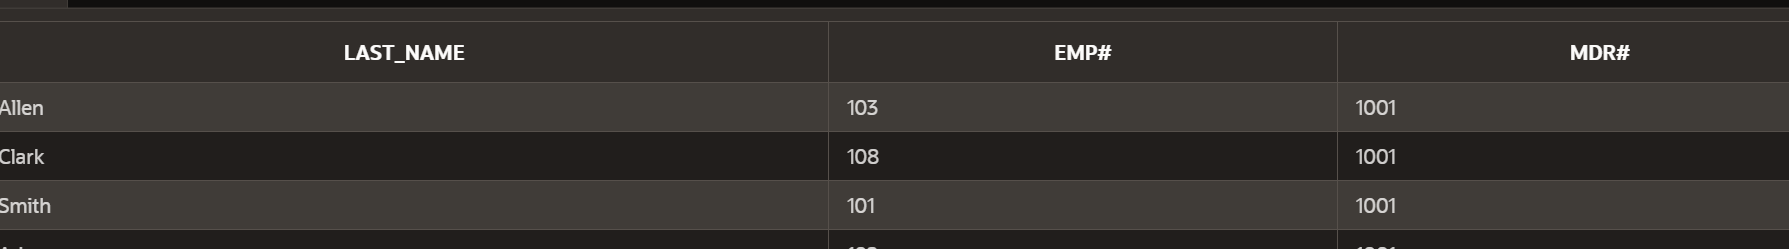 LAST_NAME EMP# MDR#
Allen 103 1001
Clark 108 1001
Smith 101 1001